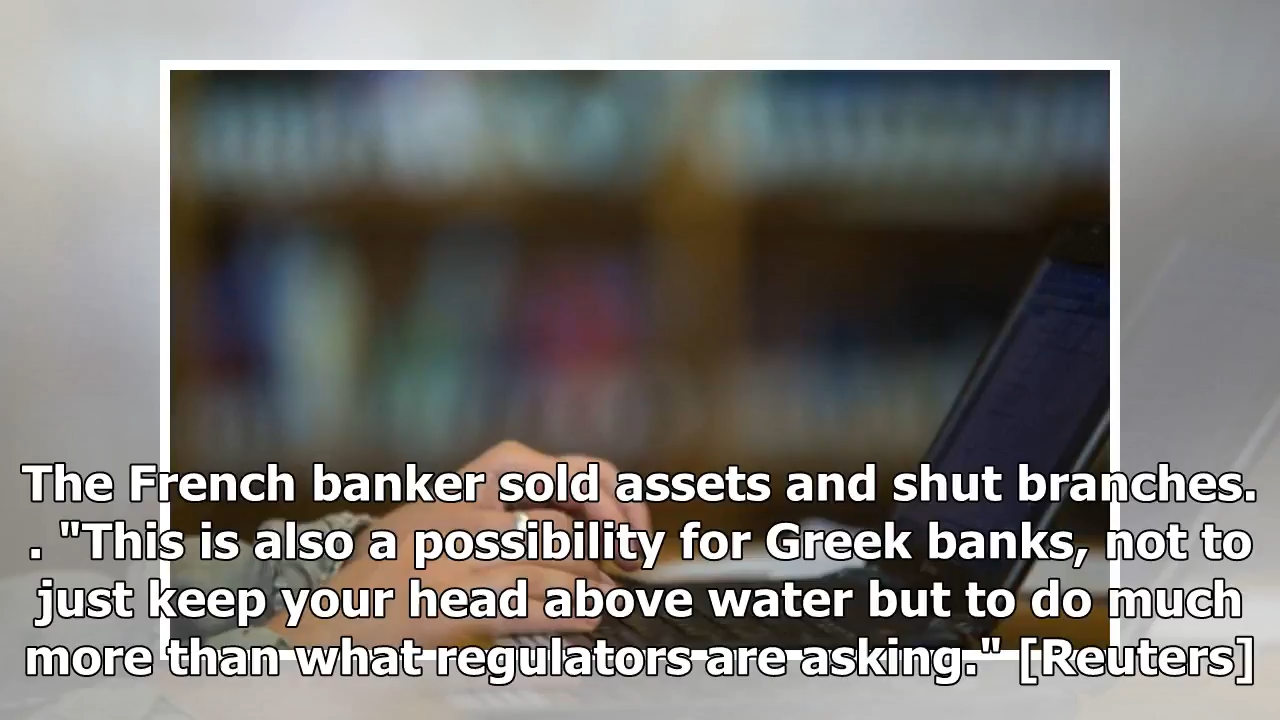 The French banker sold assets and shut branches.
. "This is also a possibility for Greek banks, not to
just keep your head above water but to do much
more than what regulators are asking." [Reuters]